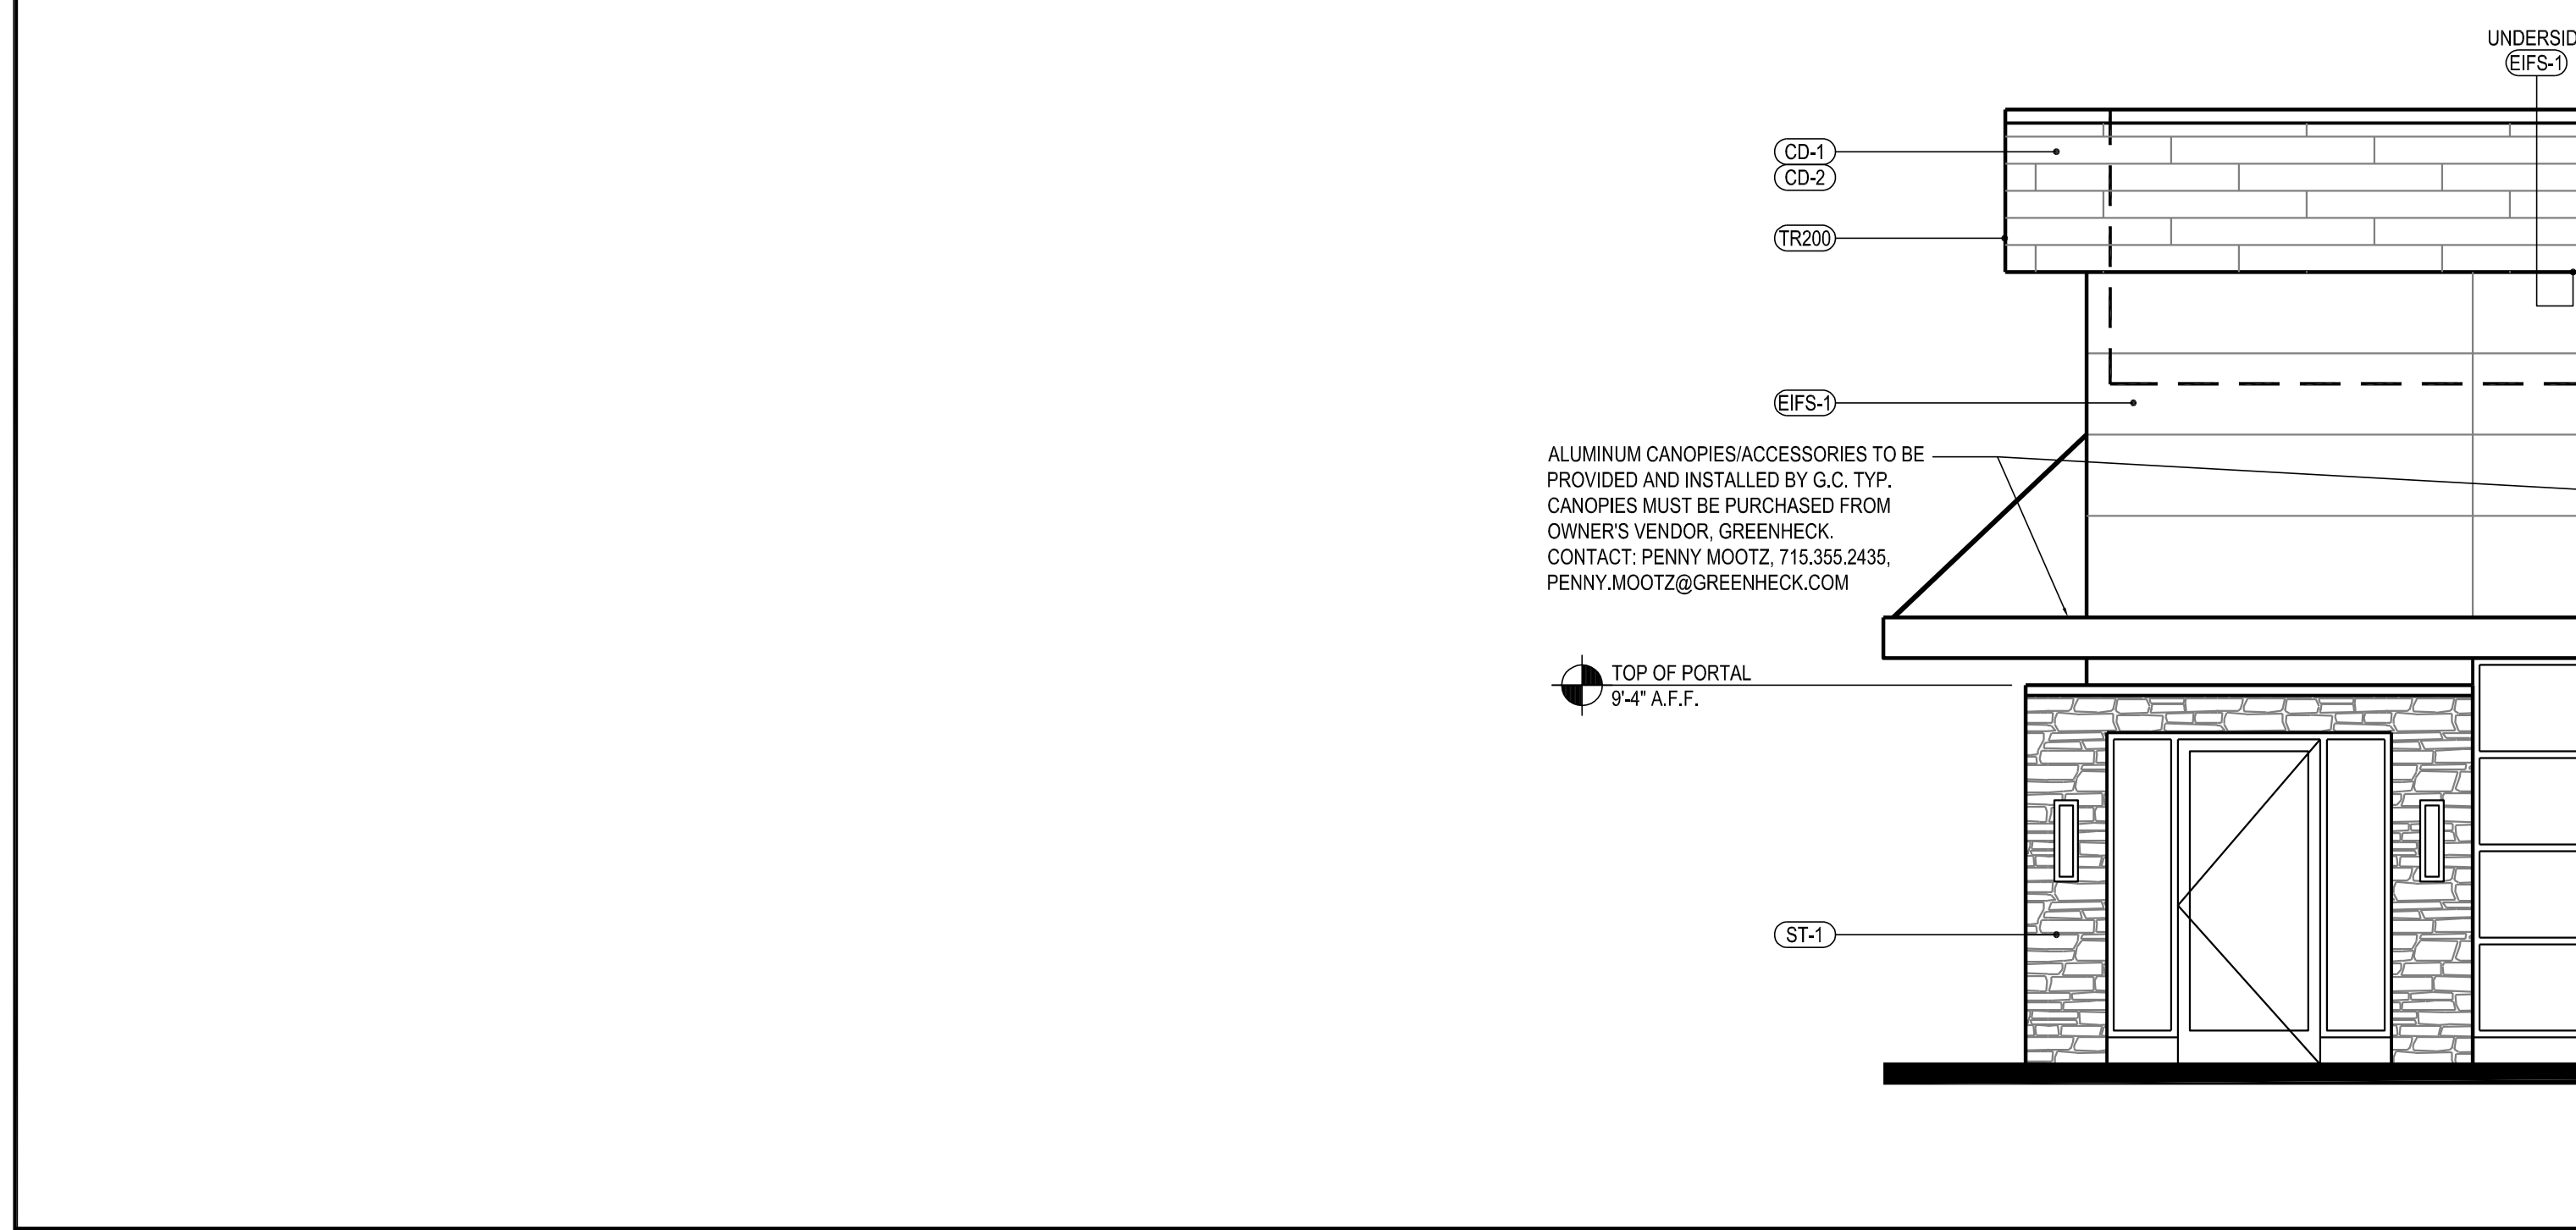 UNDERSID
EIFS-1
CD-1
CD-2
TR200
EIFS-1
ALUMINUM CANOPIES/ACCESSORIES TO BE
PROVIDED AND INSTALLED BY G.C. TYP.
CANOPIES MUST BE PURCHASED FROM
OWNER'S VENDOR, GREENHECK.
CONTACT: PENNY MOOTZ, 715.355.2435,
PENNY.MOOTZ@GREENHECK.COM
TOP OF PORTAL
9'-4" A.F.F.
ST-1